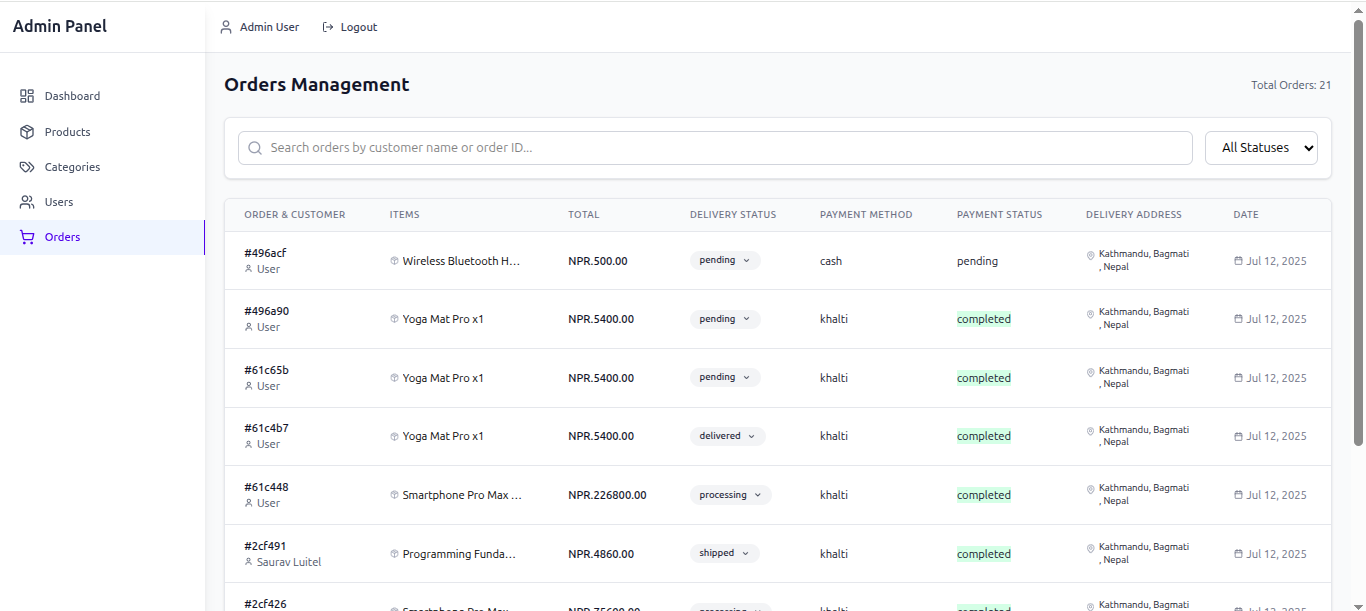 Admin Panel
Admin User Logout
Dashboard
Products
Categories
Users
Orders
Orders Management
Total Orders: 21
Search orders by customer name or order ID...
All Statuses
ORDER & CUSTOMER ITEMS TOTAL DELIVERY STATUS PAYMENT METHOD PAYMENT STATUS DELIVERY ADDRESS DATE
#496acf
User
Wireless Bluetooth H... NPR.500.00 pending cash pending
Kathmandu, Bagmati
, Nepal
Jul 12, 2025
#496a90
User
Yoga Mat Pro x1 NPR.5400.00 pending khalti completed
Kathmandu, Bagmati
, Nepal
Jul 12, 2025
#61c65b
User
Yoga Mat Pro x1 NPR.5400.00 pending khalti completed
Kathmandu, Bagmati
, Nepal
Jul 12, 2025
#61c4b7
User
Yoga Mat Pro x1 NPR.5400.00 delivered khalti completed
Kathmandu, Bagmati
, Nepal
Jul 12, 2025
#61c448
User
Smartphone Pro Max ... NPR.226800.00 processing khalti completed
Kathmandu, Bagmati
, Nepal
Jul 12, 2025
#2cf491
Saurav Luitel
Programming Funda... NPR.4860.00 shipped khalti completed
Kathmandu, Bagmati
, Nepal
Jul 12, 2025
#2cf426
Kathmandu, Bagmati